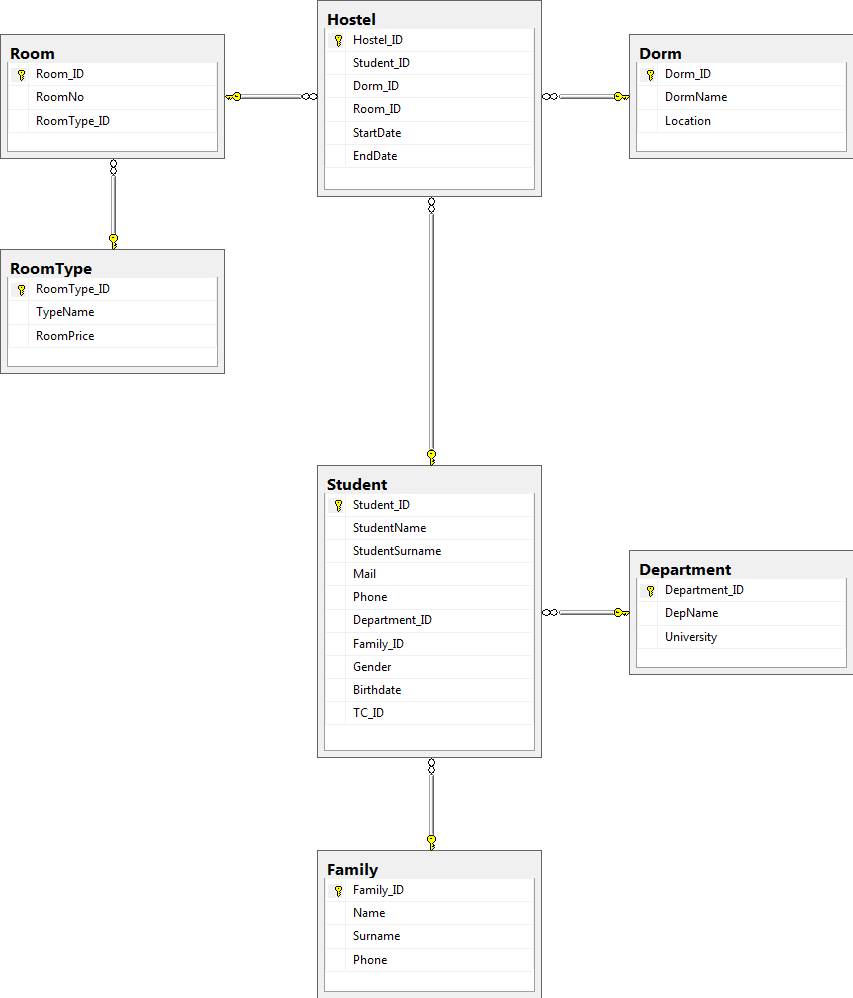 Hostel
Hostel_ID
Student_ID
Dorm_ID
Room_ID
StartDate
EndDate
Room
Room_ID
RoomNo
RoomType_ID
Dorm
Dorm_ID
DormName
Location
RoomType
RoomType_ID
TypeName
RoomPrice
Student
Student_ID
StudentName
StudentSurname
Mail
Phone
Department_ID
Family_ID
Gender
Birthdate
TC_ID
Department
Department_ID
DepName
University
Family
Family_ID
Name
Surname
Phone